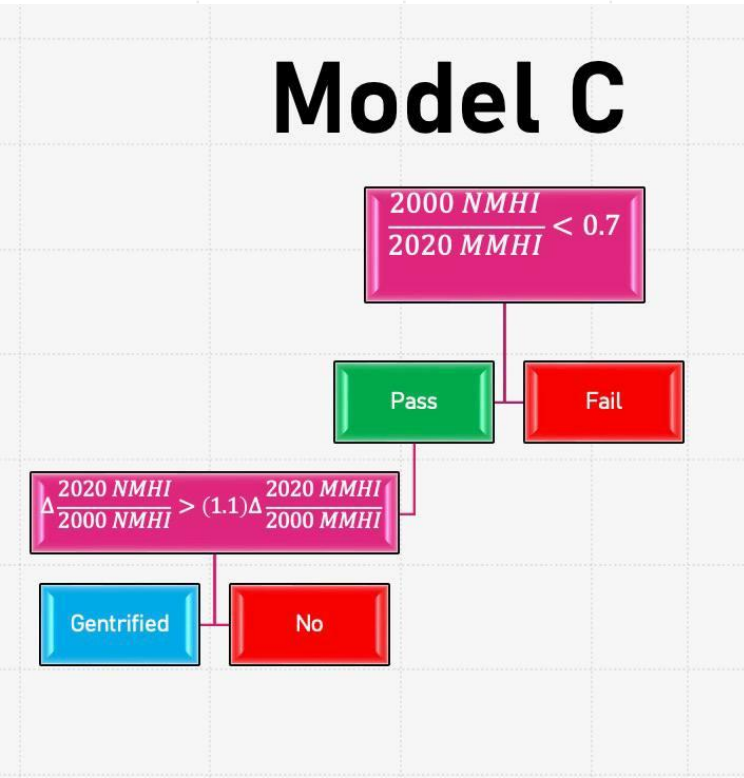 Model C
2000 NMHI
2020 MMHI
< 0.7
Pass
Fail
Δ 2020 NMHI / 2000 NMHI > (1.1)Δ 2020 MMHI / 2000 MMHI
Gentrified
No